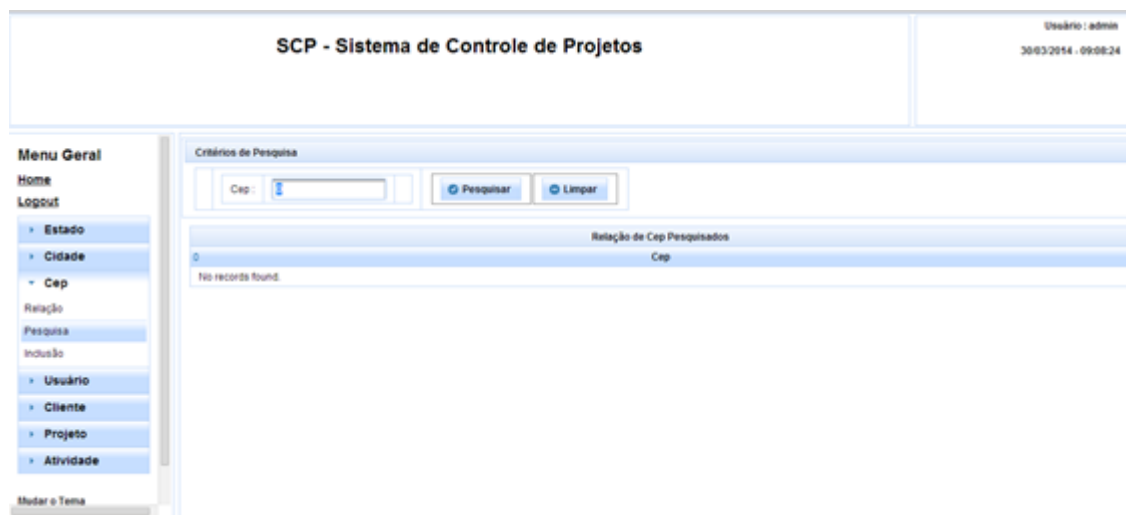 SCP - Sistema de Controle de Projetos
Usuário : admin
30/03/2014 - 09:08:24
Menu Geral
Home
Logout
Estado
Cidade
Cep
Relação
Pesquisa
Inclusão
Usuário
Cliente
Projeto
Atividade
Mudar o Tema
Critérios de Pesquisa
Cep : 0 Pesquisar Limpar
Relação de Cep Pesquisados
0 Cep
No records found.